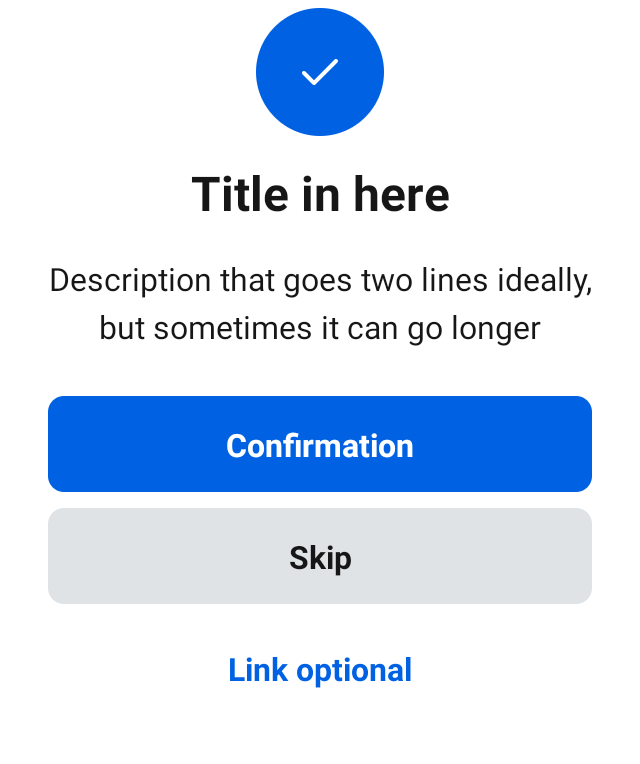 Title in here
Description that goes two lines ideally,
but sometimes it can go longer
Confirmation
Skip
Link optional